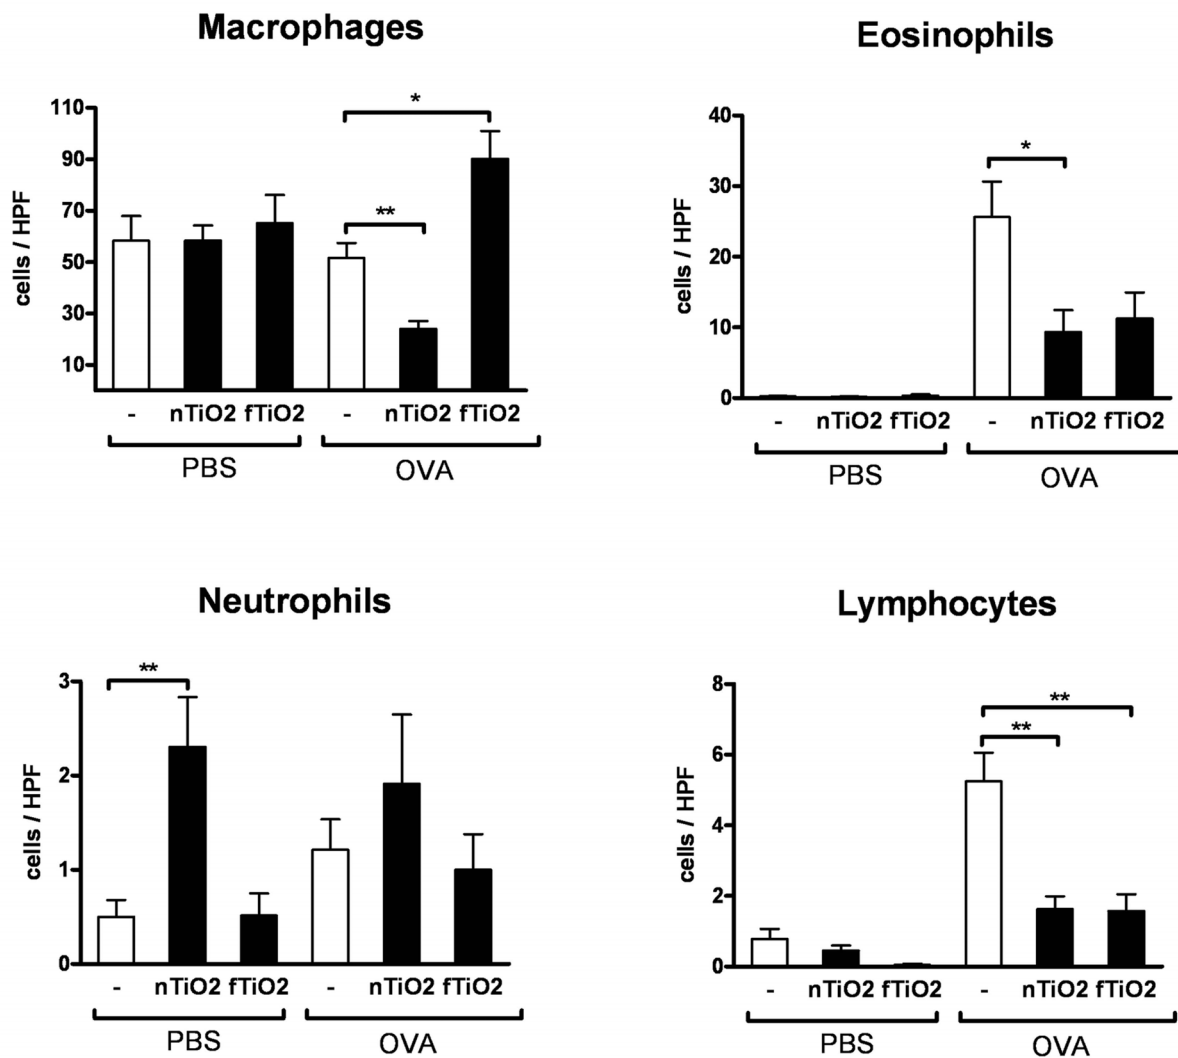 Macrophages
110
90
70
50
30
10
cells / HPF
*
**
- nTiO2 fTiO2 - nTiO2 fTiO2
PBS OVA
Eosinophils
40
30
20
10
0
cells / HPF
*
- nTiO2 fTiO2 - nTiO2 fTiO2
PBS OVA
Neutrophils
3
2
1
0
cells / HPF
**
- nTiO2 fTiO2 - nTiO2 fTiO2
PBS OVA
Lymphocytes
8
6
4
2
0
cells / HPF
**
**
- nTiO2 fTiO2 - nTiO2 fTiO2
PBS OVA